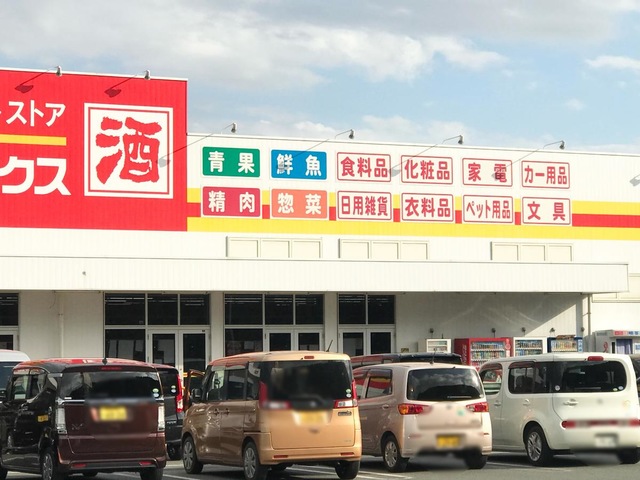 ストア
ックス
酒
青果 鮮魚 食料品 化粧品 家電 カー用品
精肉 惣菜 日用雑貨 衣料品 ペット用品 文具